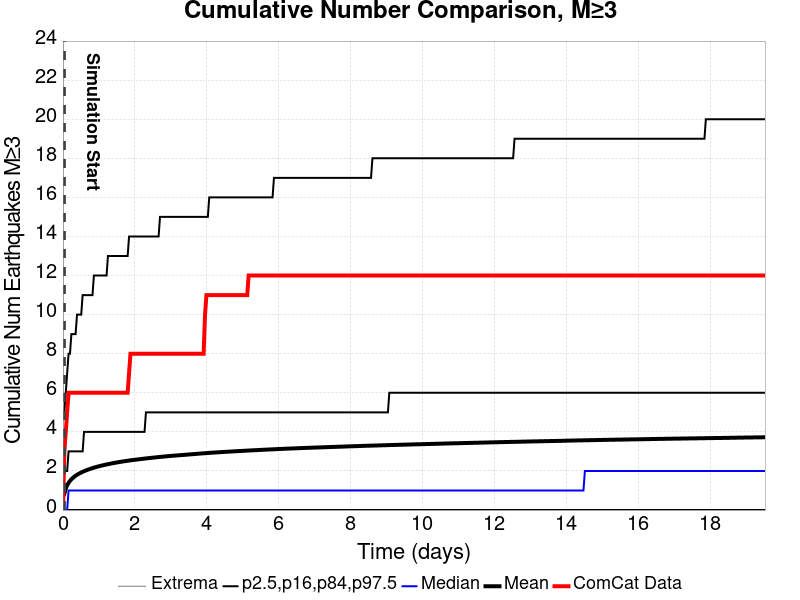 Cumulative Number Comparison, M≥3
Cumulative Num Earthquakes M≥3
24
22
20
18
16
14
12
10
8
6
4
2
0
Simulation Start
0 2 4 6 8 10 12 14 16 18
Time (days)
Extrema p2.5,p16,p84,p97.5 Median Mean ComCat Data